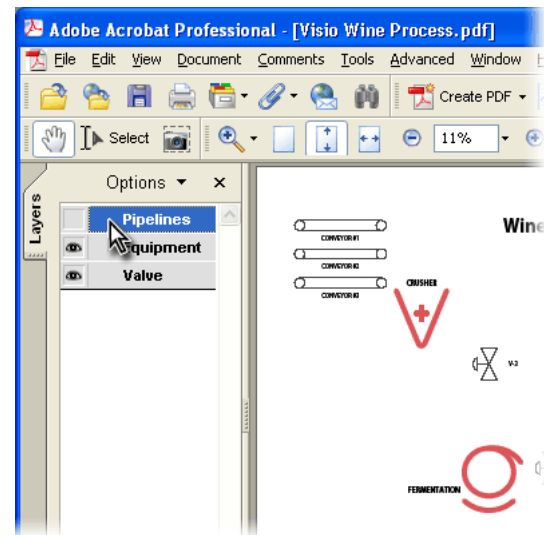 Adobe Acrobat Professional - [Visio Wine Process.pdf]
File Edit View Document Comments Tools Advanced Window
Create PDF
Select 11%
Options x
Layers
Pipelines
Equipment
Valve
Wine
CONVEYOR #1
CONVEYOR #2
CONVEYOR #3
CRUSHER
V-2
FERMENTATION